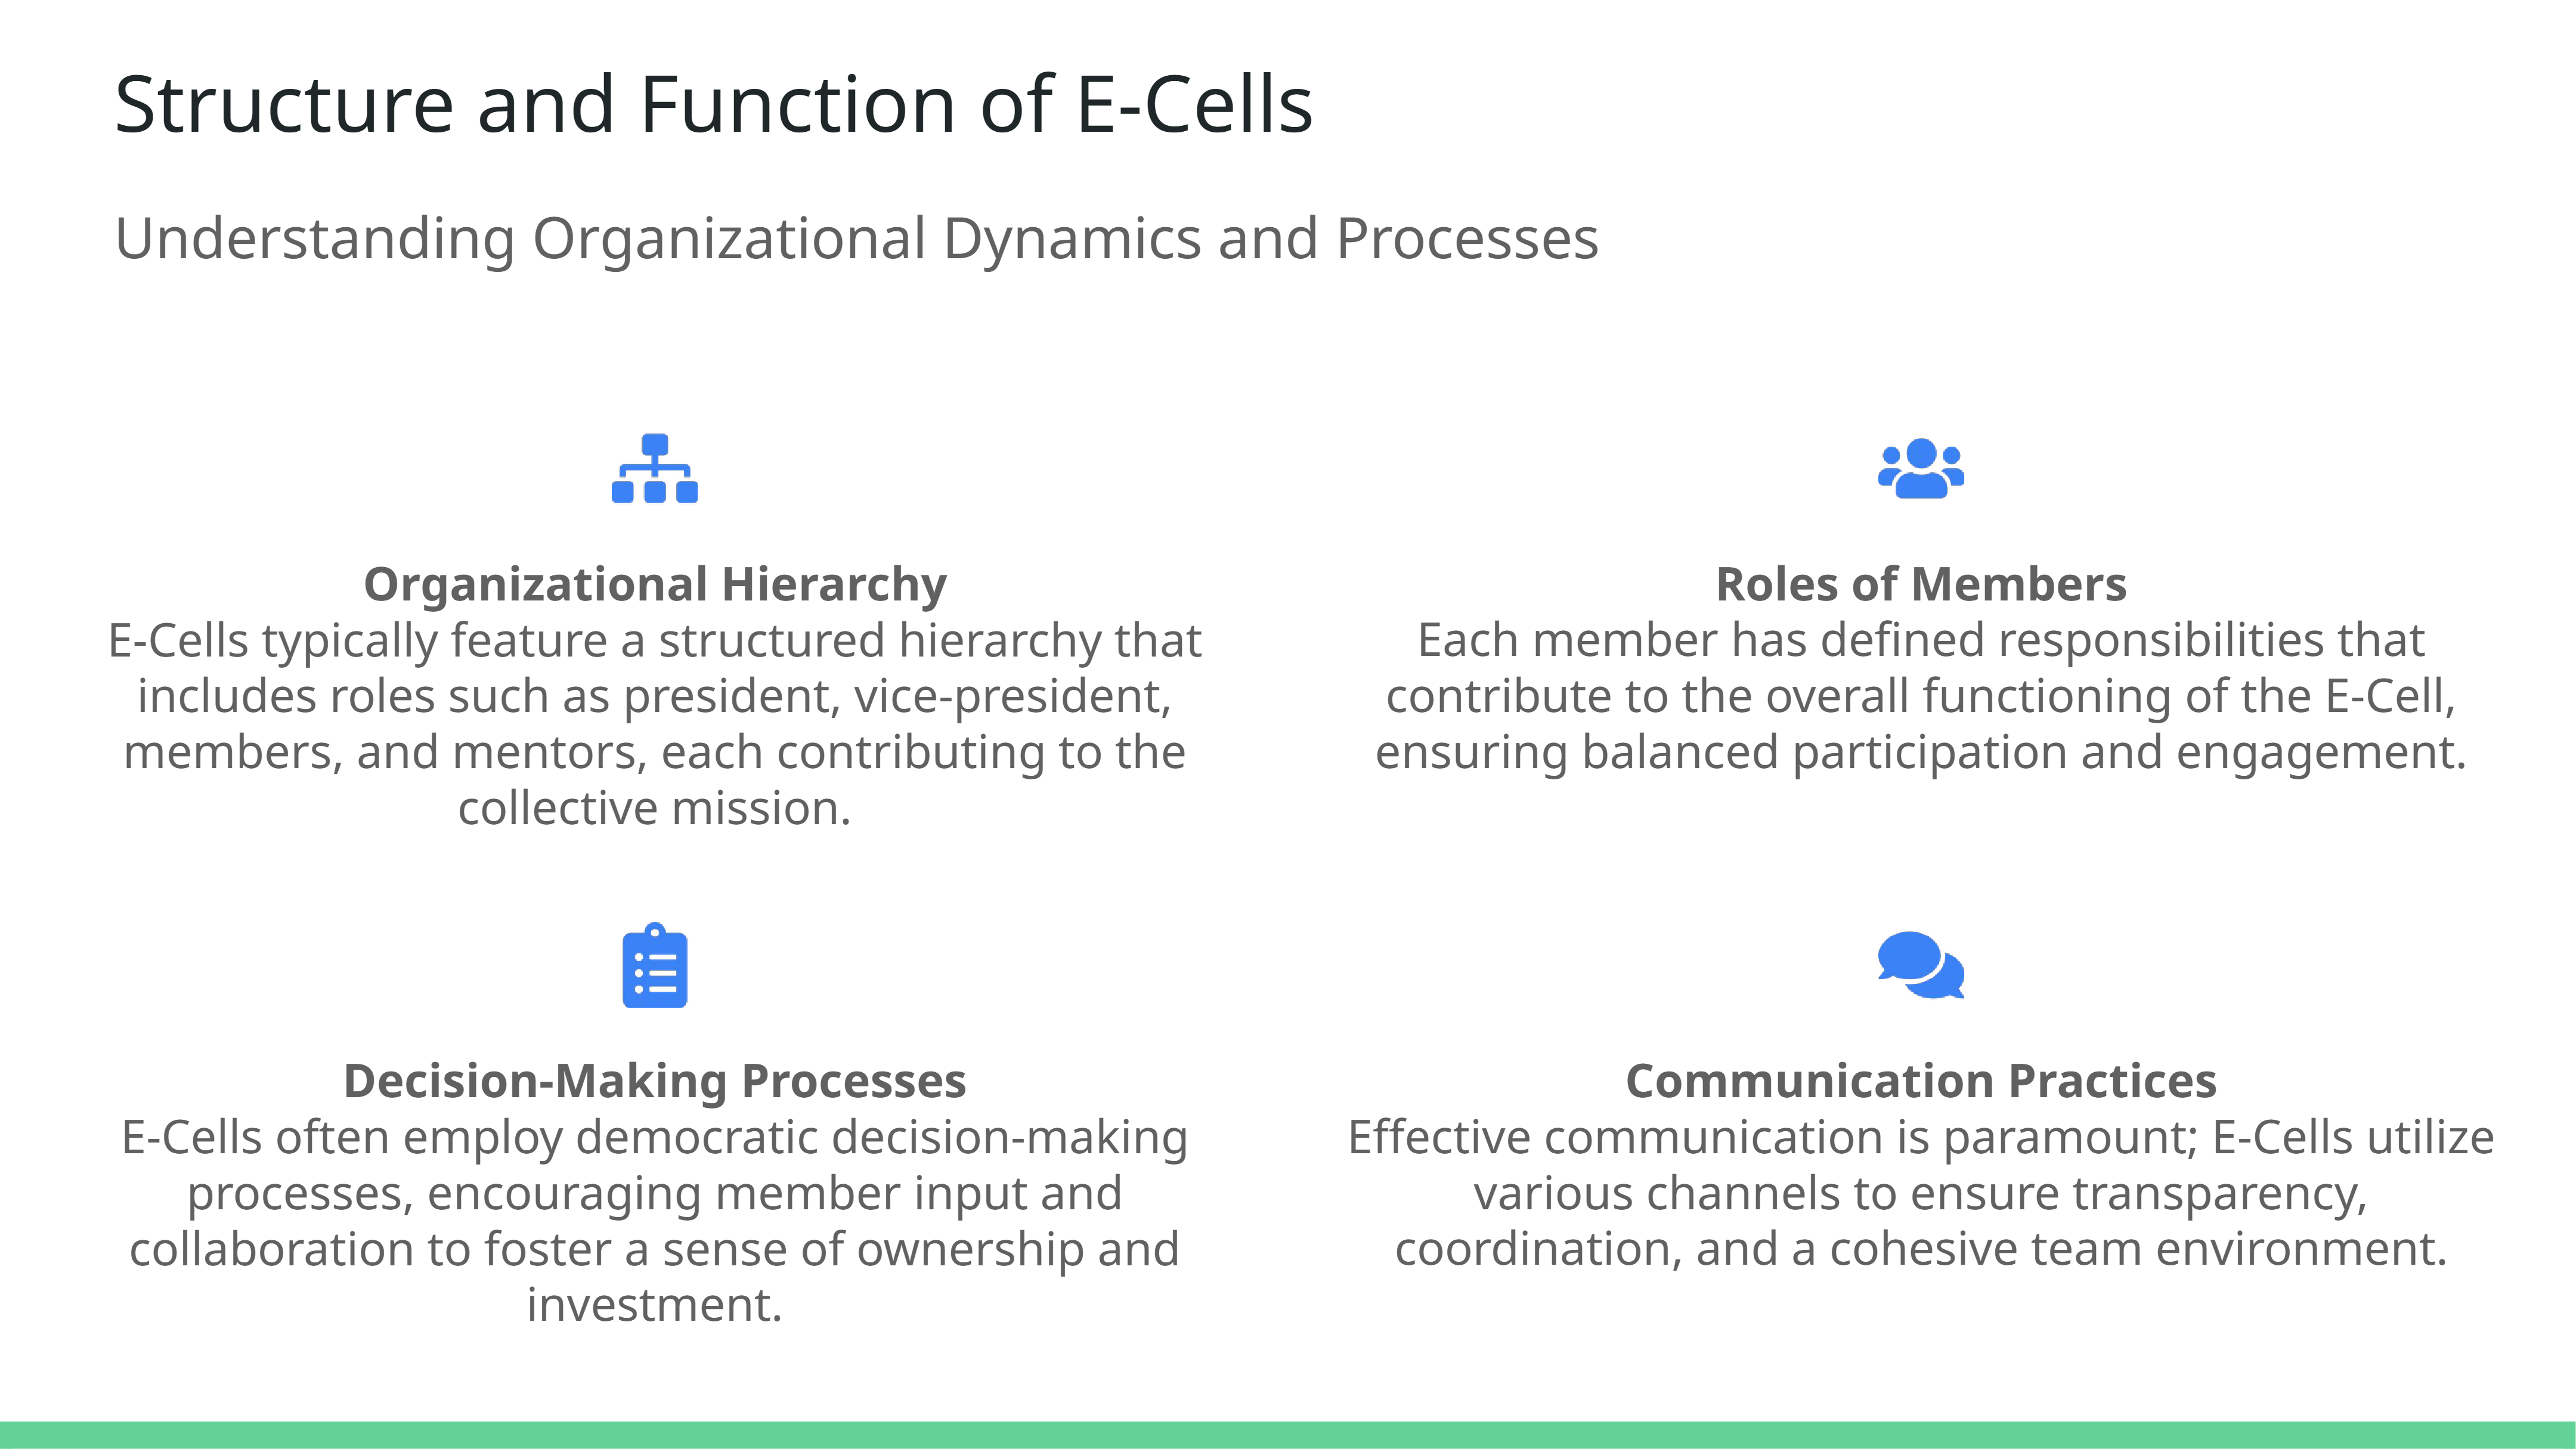 Structure and Function of E-Cells
Understanding Organizational Dynamics and Processes
Organizational Hierarchy
E-Cells typically feature a structured hierarchy that
includes roles such as president, vice-president,
members, and mentors, each contributing to the
collective mission.
Roles of Members
Each member has defined responsibilities that
contribute to the overall functioning of the E-Cell,
ensuring balanced participation and engagement.
Decision-Making Processes
E-Cells often employ democratic decision-making
processes, encouraging member input and
collaboration to foster a sense of ownership and
investment.
Communication Practices
Effective communication is paramount; E-Cells utilize
various channels to ensure transparency,
coordination, and a cohesive team environment.